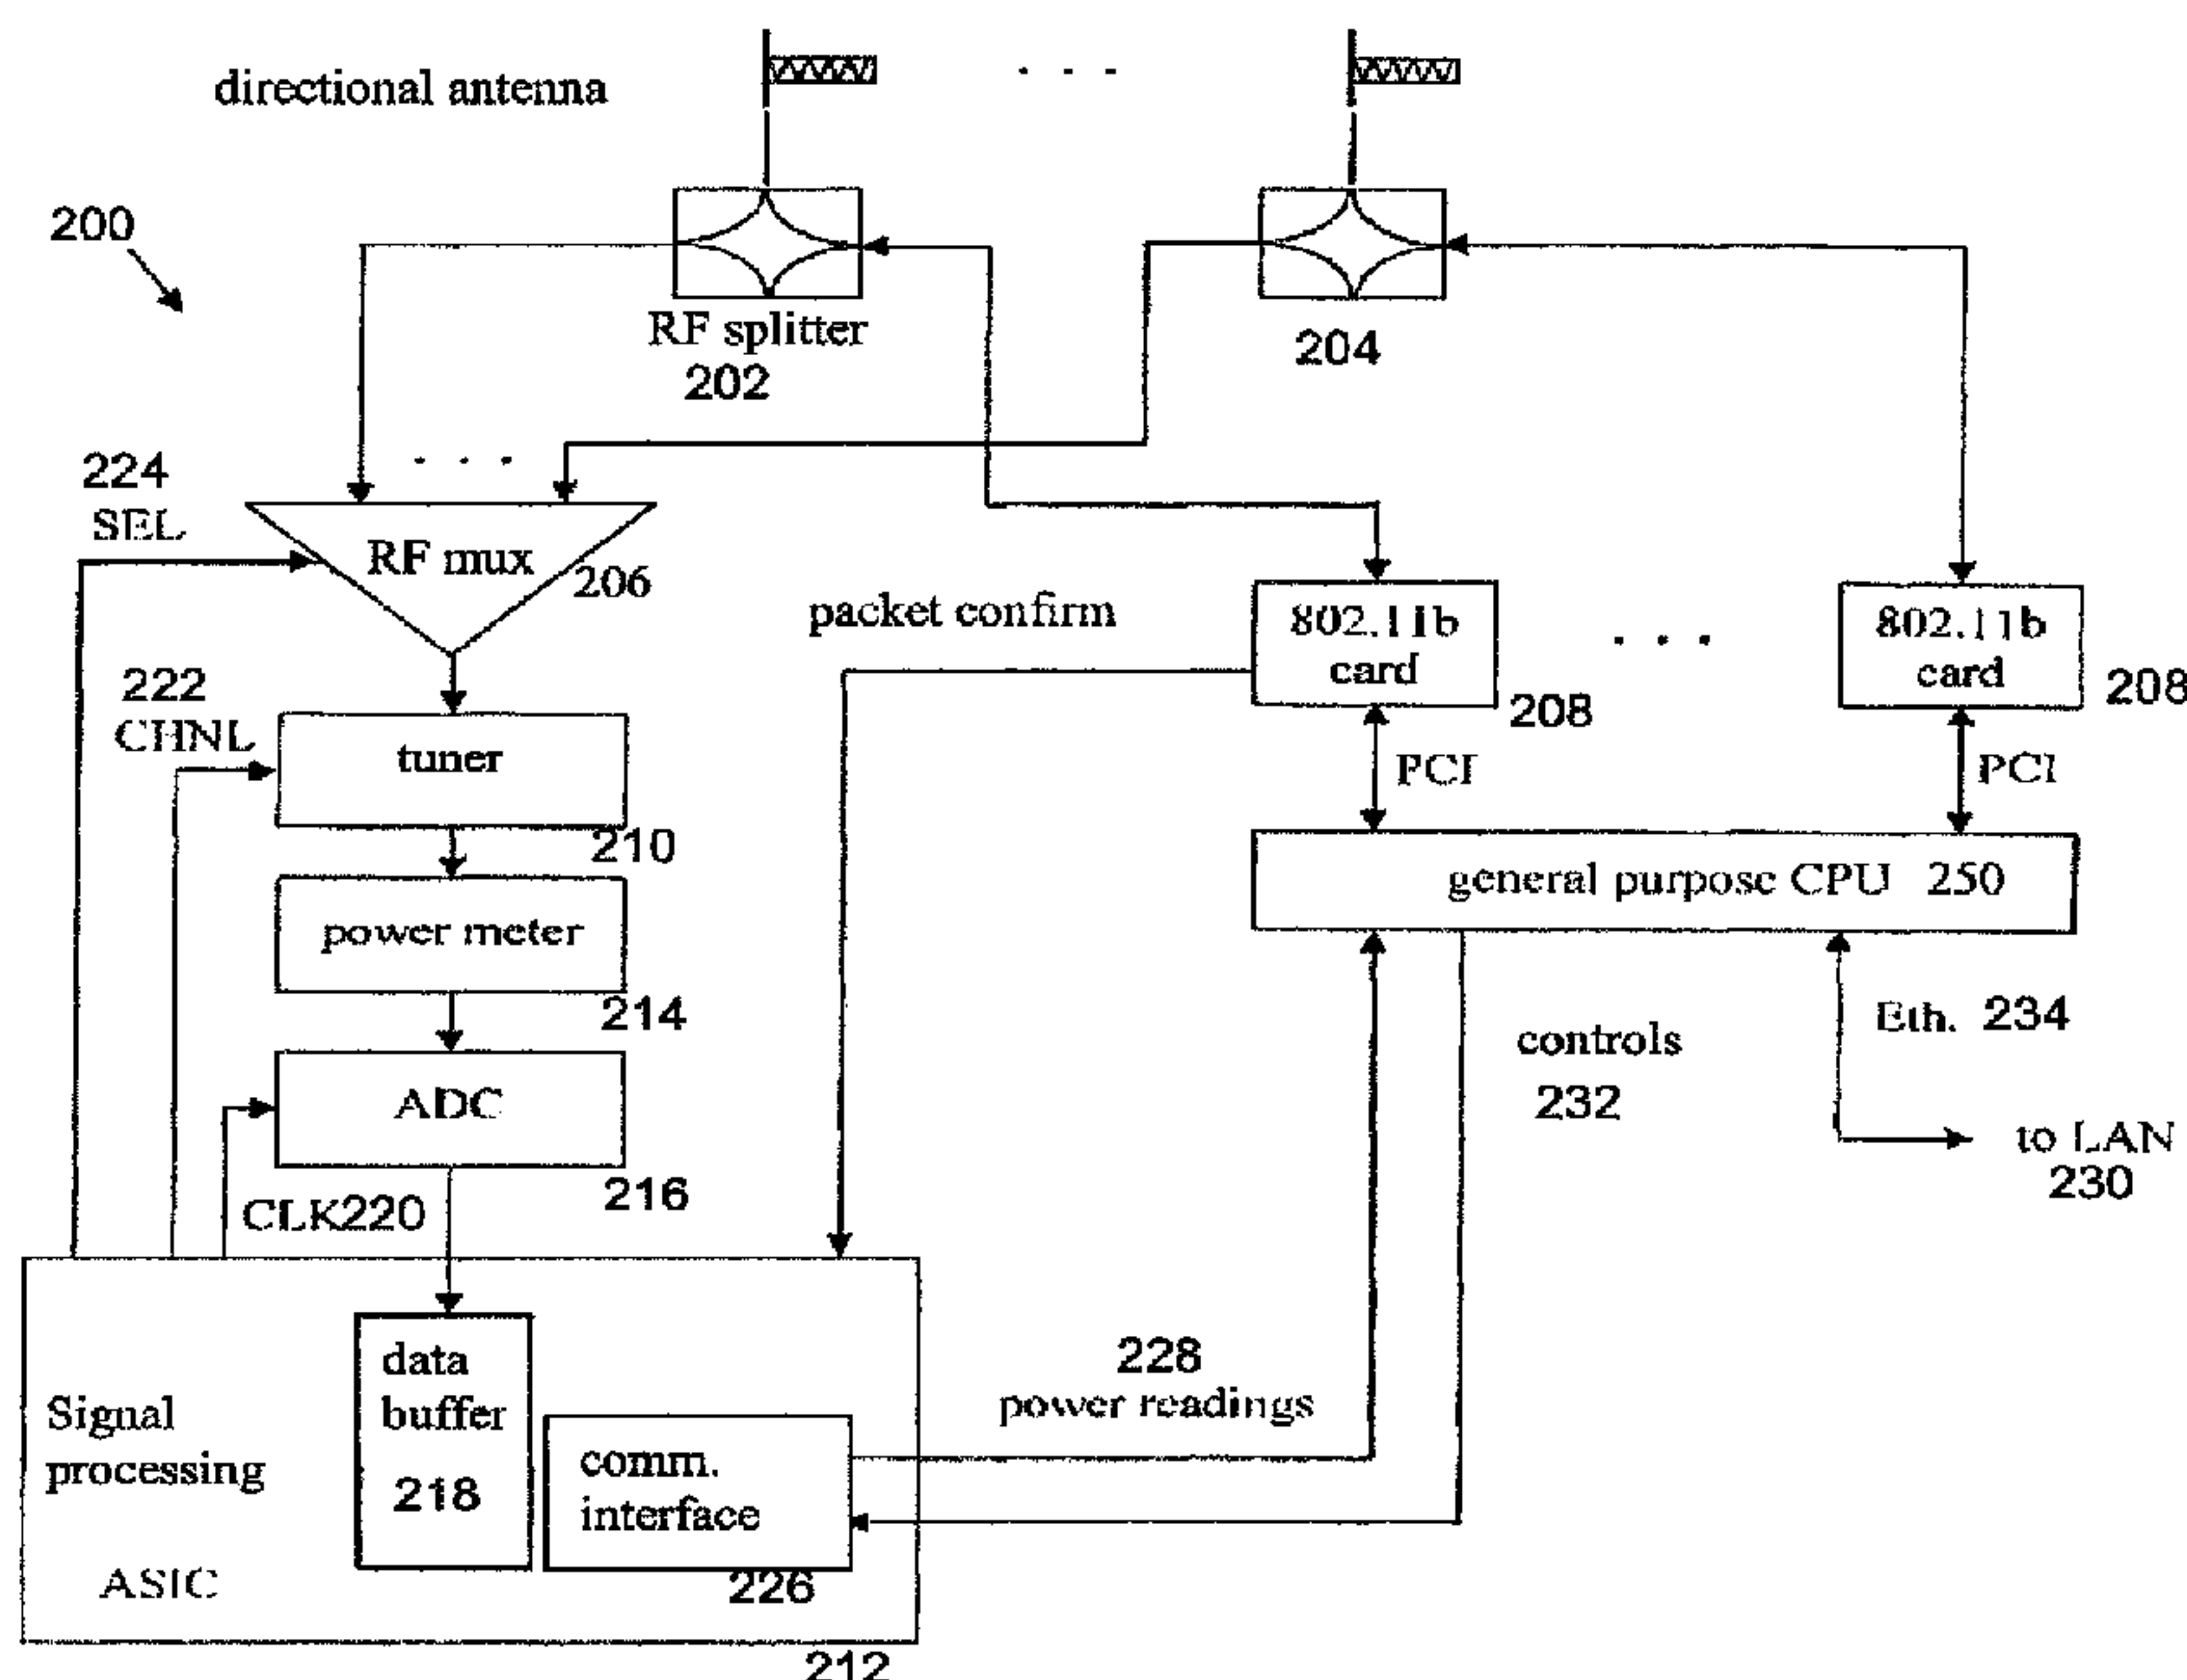 directional antenna
. . .
200
RF splitter
202
204
224
SEL
. . .
RF mux
206
packet confirm
802.11b
card
208
. . .
802.11b
card
208
222
CHNL
tuner
210
PCI
PCI
general purpose CPU 250
power meter
214
controls
232
Eth. 234
to LAN
230
ADC
216
CLK220
data
buffer
218
Signal
processing
ASIC
comm.
interface
226
228
power readings
212